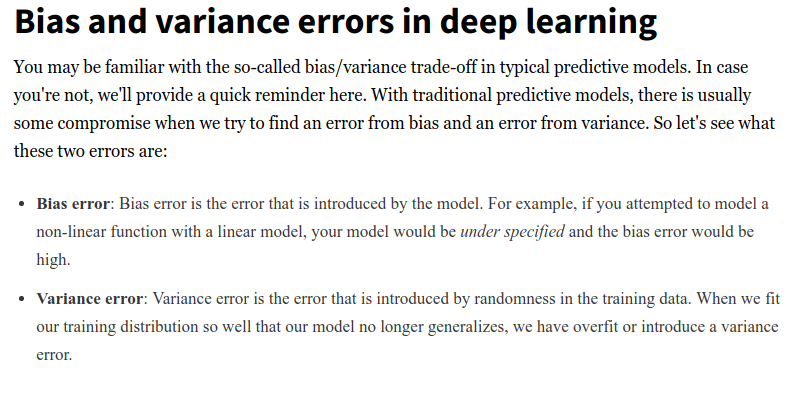 Bias and variance errors in deep learning
You may be familiar with the so-called bias/variance trade-off in typical predictive models. In case
you're not, we'll provide a quick reminder here. With traditional predictive models, there is usually
some compromise when we try to find an error from bias and an error from variance. So let's see what
these two errors are:
• Bias error: Bias error is the error that is introduced by the model. For example, if you attempted to model a
non-linear function with a linear model, your model would be under specified and the bias error would be
high.
• Variance error: Variance error is the error that is introduced by randomness in the training data. When we fit
our training distribution so well that our model no longer generalizes, we have overfit or introduce a variance
error.